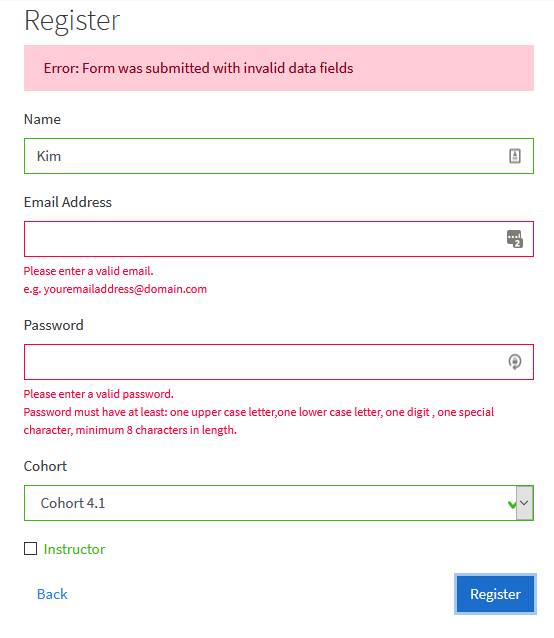 Register
Error: Form was submitted with invalid data fields
Name
Kim
Email Address
2
Please enter a valid email.
e.g. youremailaddress@domain.com
Password
Please enter a valid password.
Password must have at least: one upper case letter,one lower case letter, one digit , one special
character, minimum 8 characters in length.
Cohort
Cohort 4.1
Instructor
Back
Register